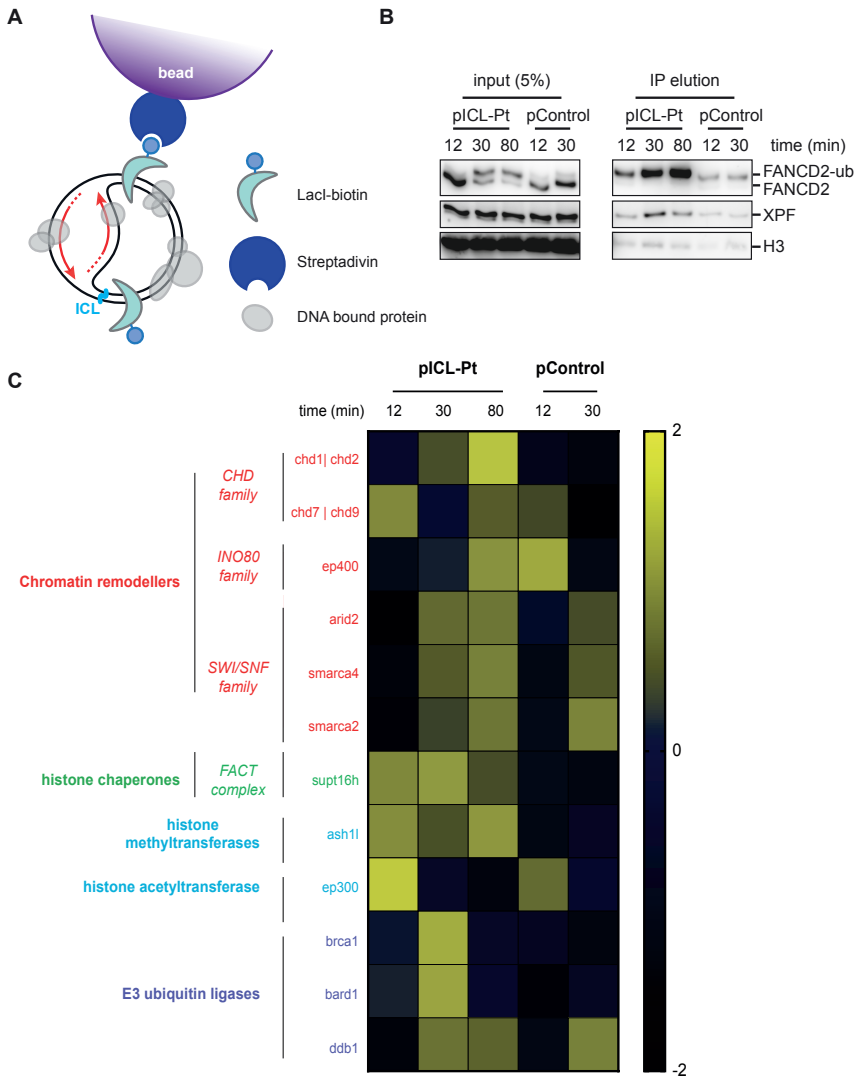 A
bead
LacI-biotin
Streptadivin
DNA bound protein
ICL
B
input (5%)
IP elution
pICL-Pt
pControl
pICL-Pt
pControl
12 30 80 12 30
12 30 80 12 30
time (min)
FANCD2-ub
FANCD2
XPF
H3
C
pICL-Pt
pControl
time (min)
12 30 80 12 30
Chromatin remodellers
CHD
family
chd1| chd2
chd7 | chd9
INO80
family
ep400
SWI/SNF
family
arid2
smarca4
smarca2
histone chaperones
FACT
complex
supt16h
histone
methyltransferases
ash1l
histone acetyltransferase
ep300
E3 ubiquitin ligases
brca1
bard1
ddb1
2
0
-2